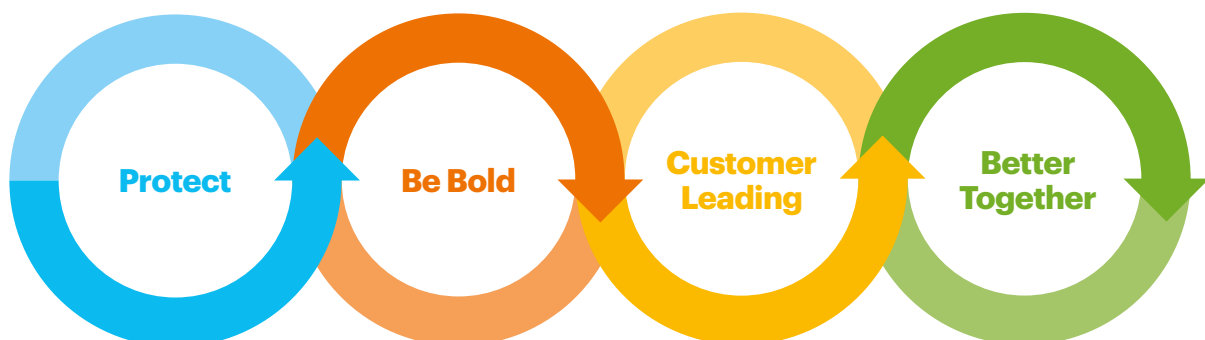 Protect
Be Bold
Customer
Leading
Better
Together